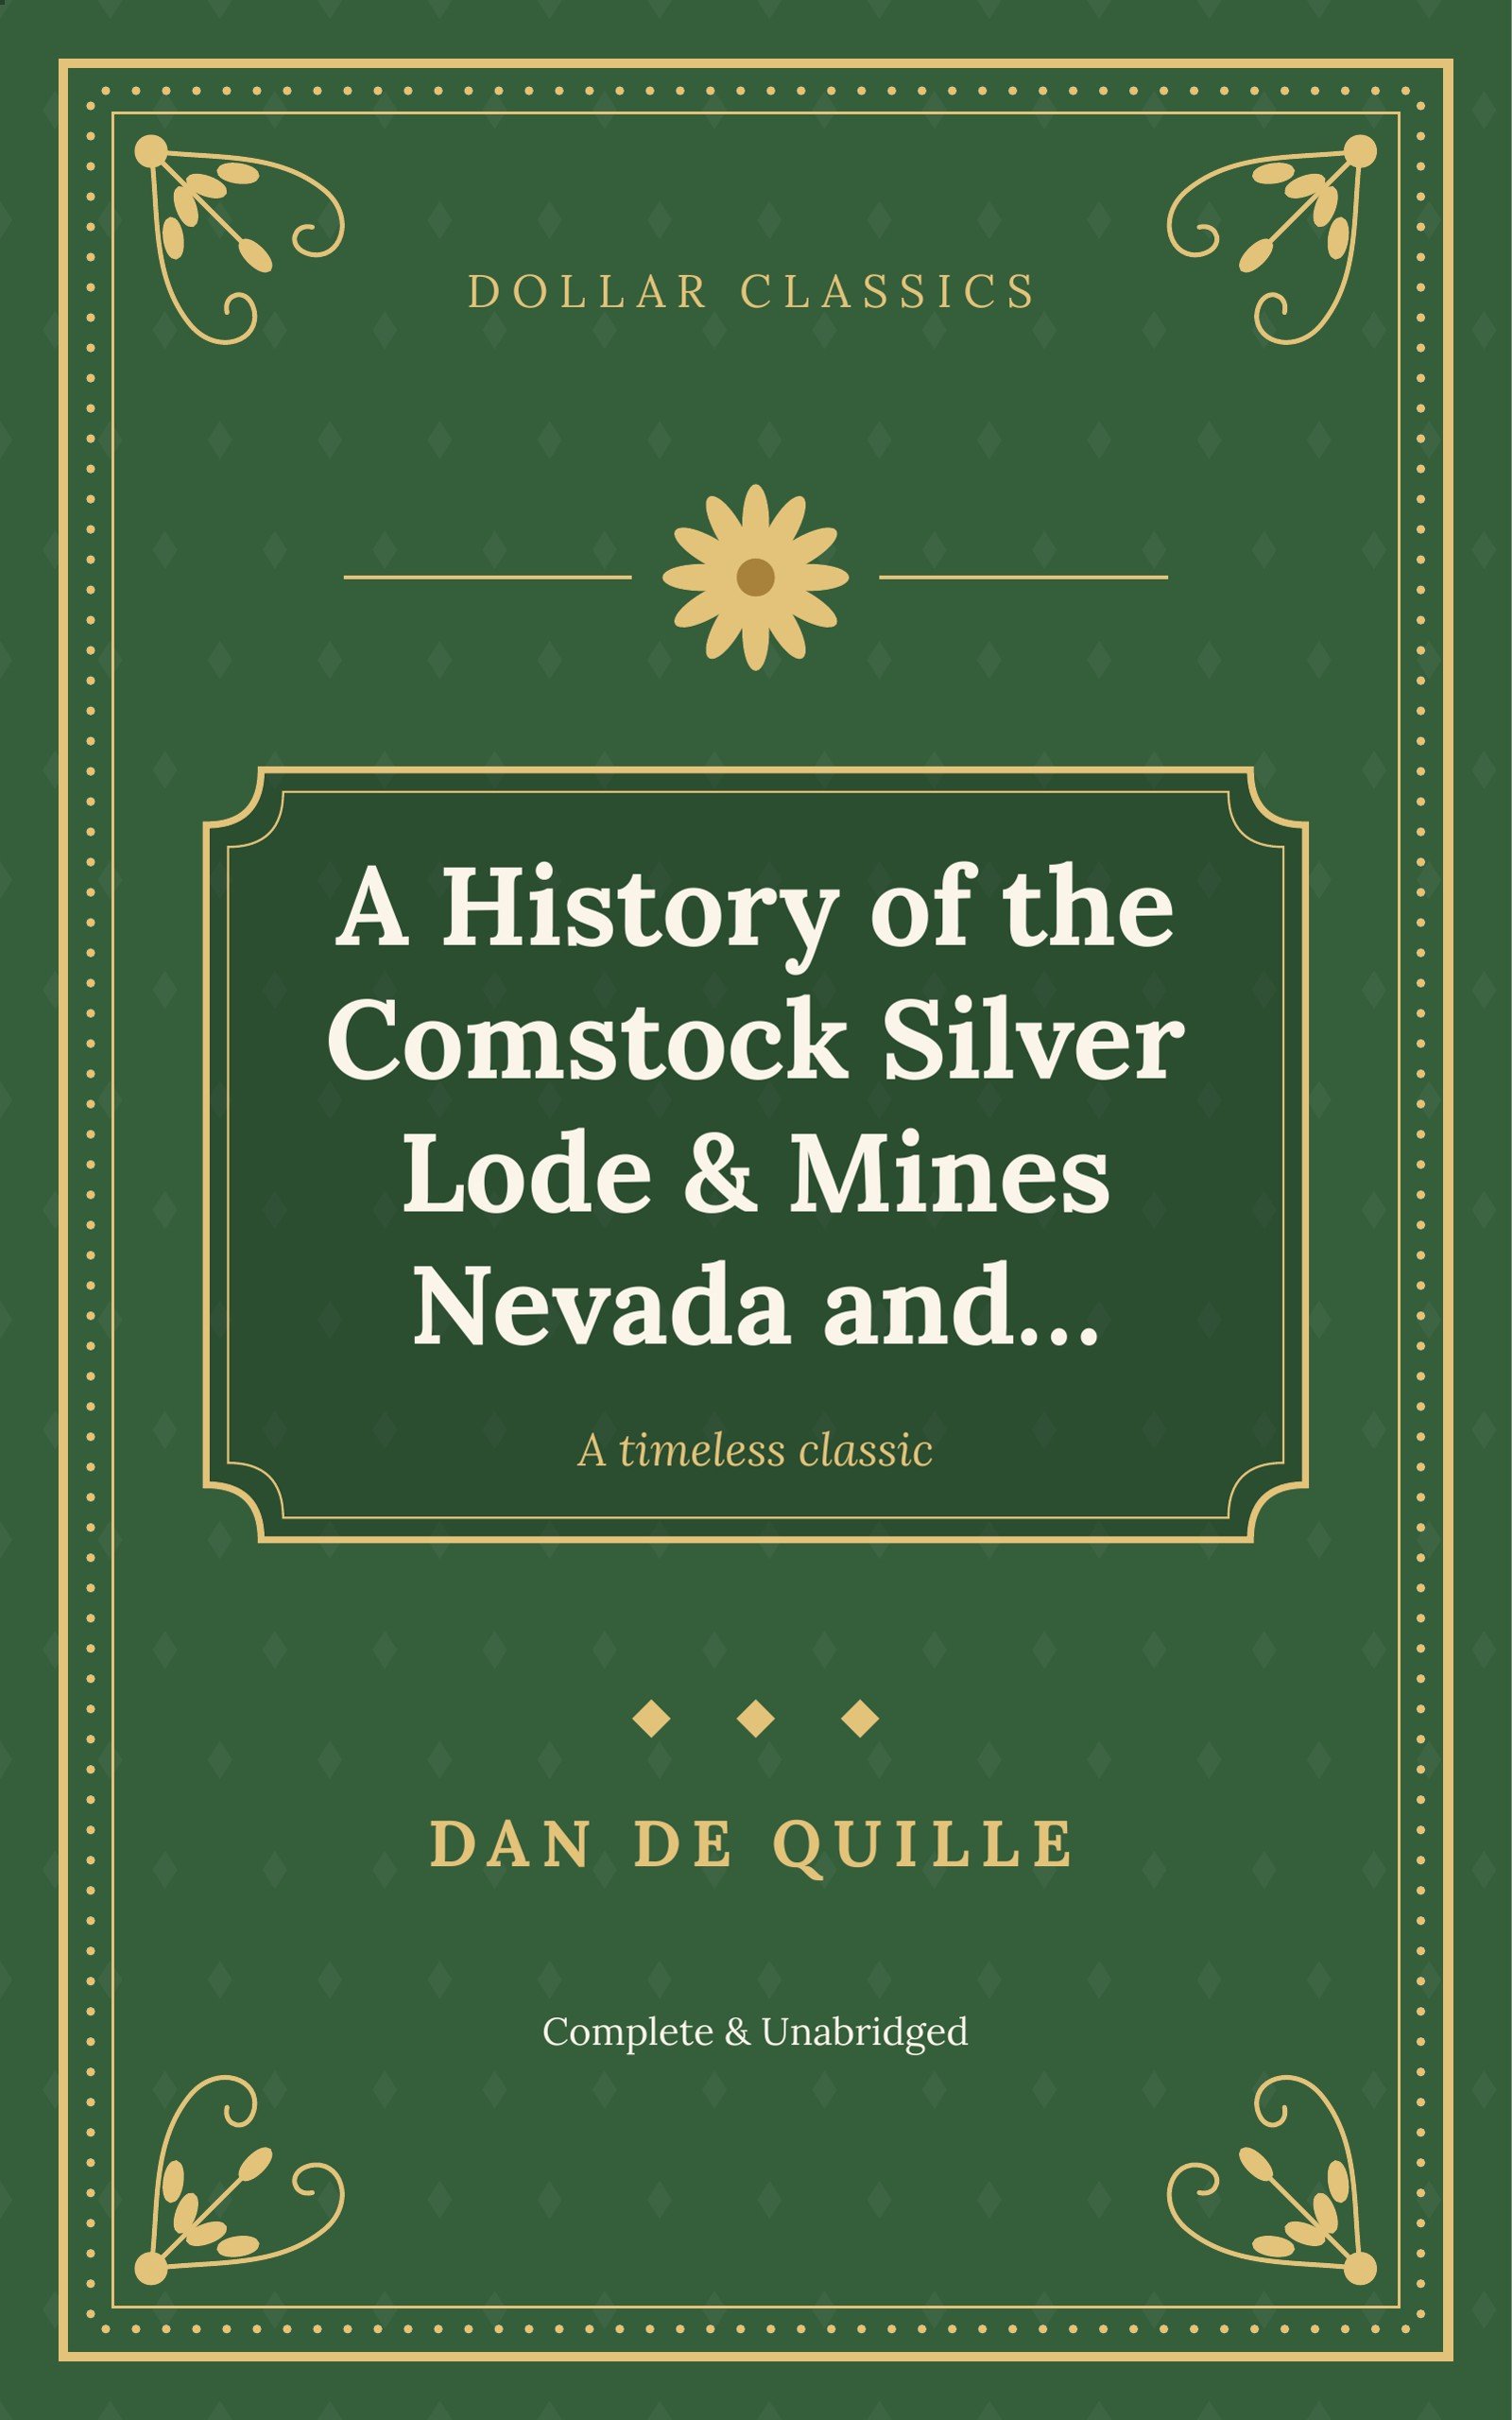 DOLLAR CLASSICS
A History of the
Comstock Silver
Lode & Mines
Nevada and...
A timeless classic
DAN DE QUILLE
Complete & Unabridged